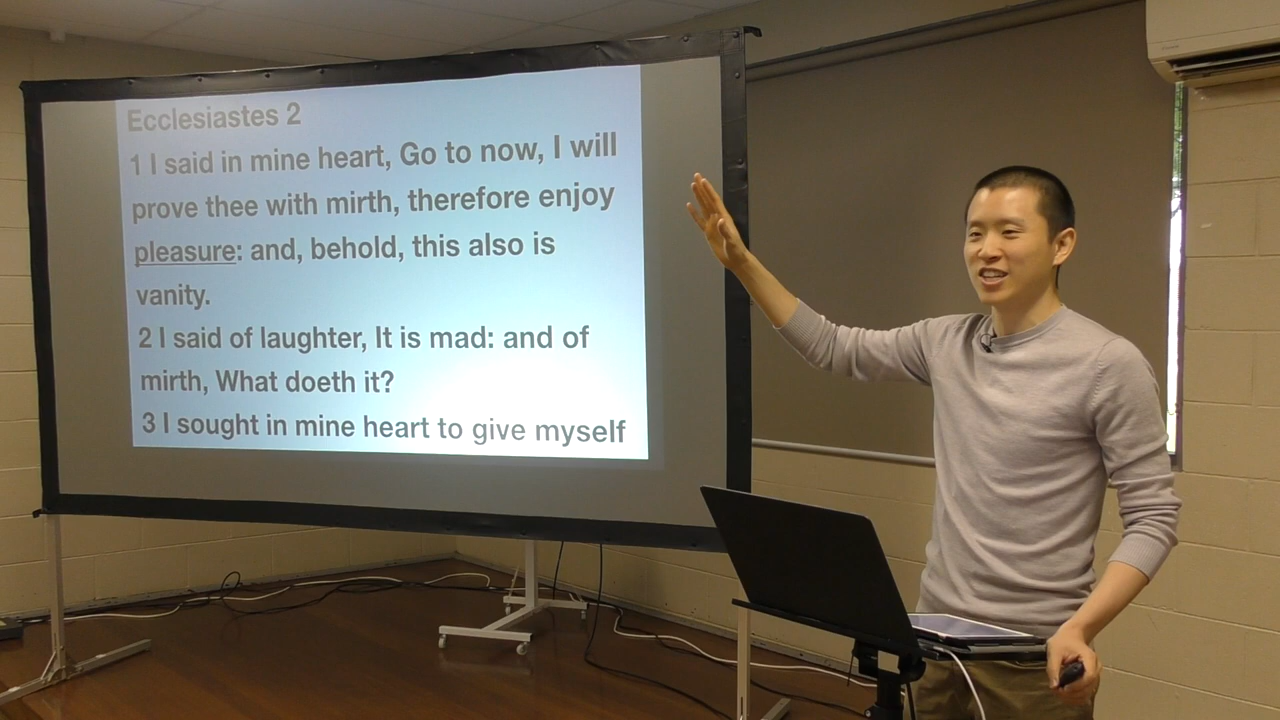 Ecclesiastes 2
1 I said in mine heart, Go to now, I will
prove thee with mirth, therefore enjoy
pleasure: and, behold, this also is
vanity.
2 I said of laughter, It is mad: and of
mirth, What doeth it?
3 I sought in mine heart to give myself